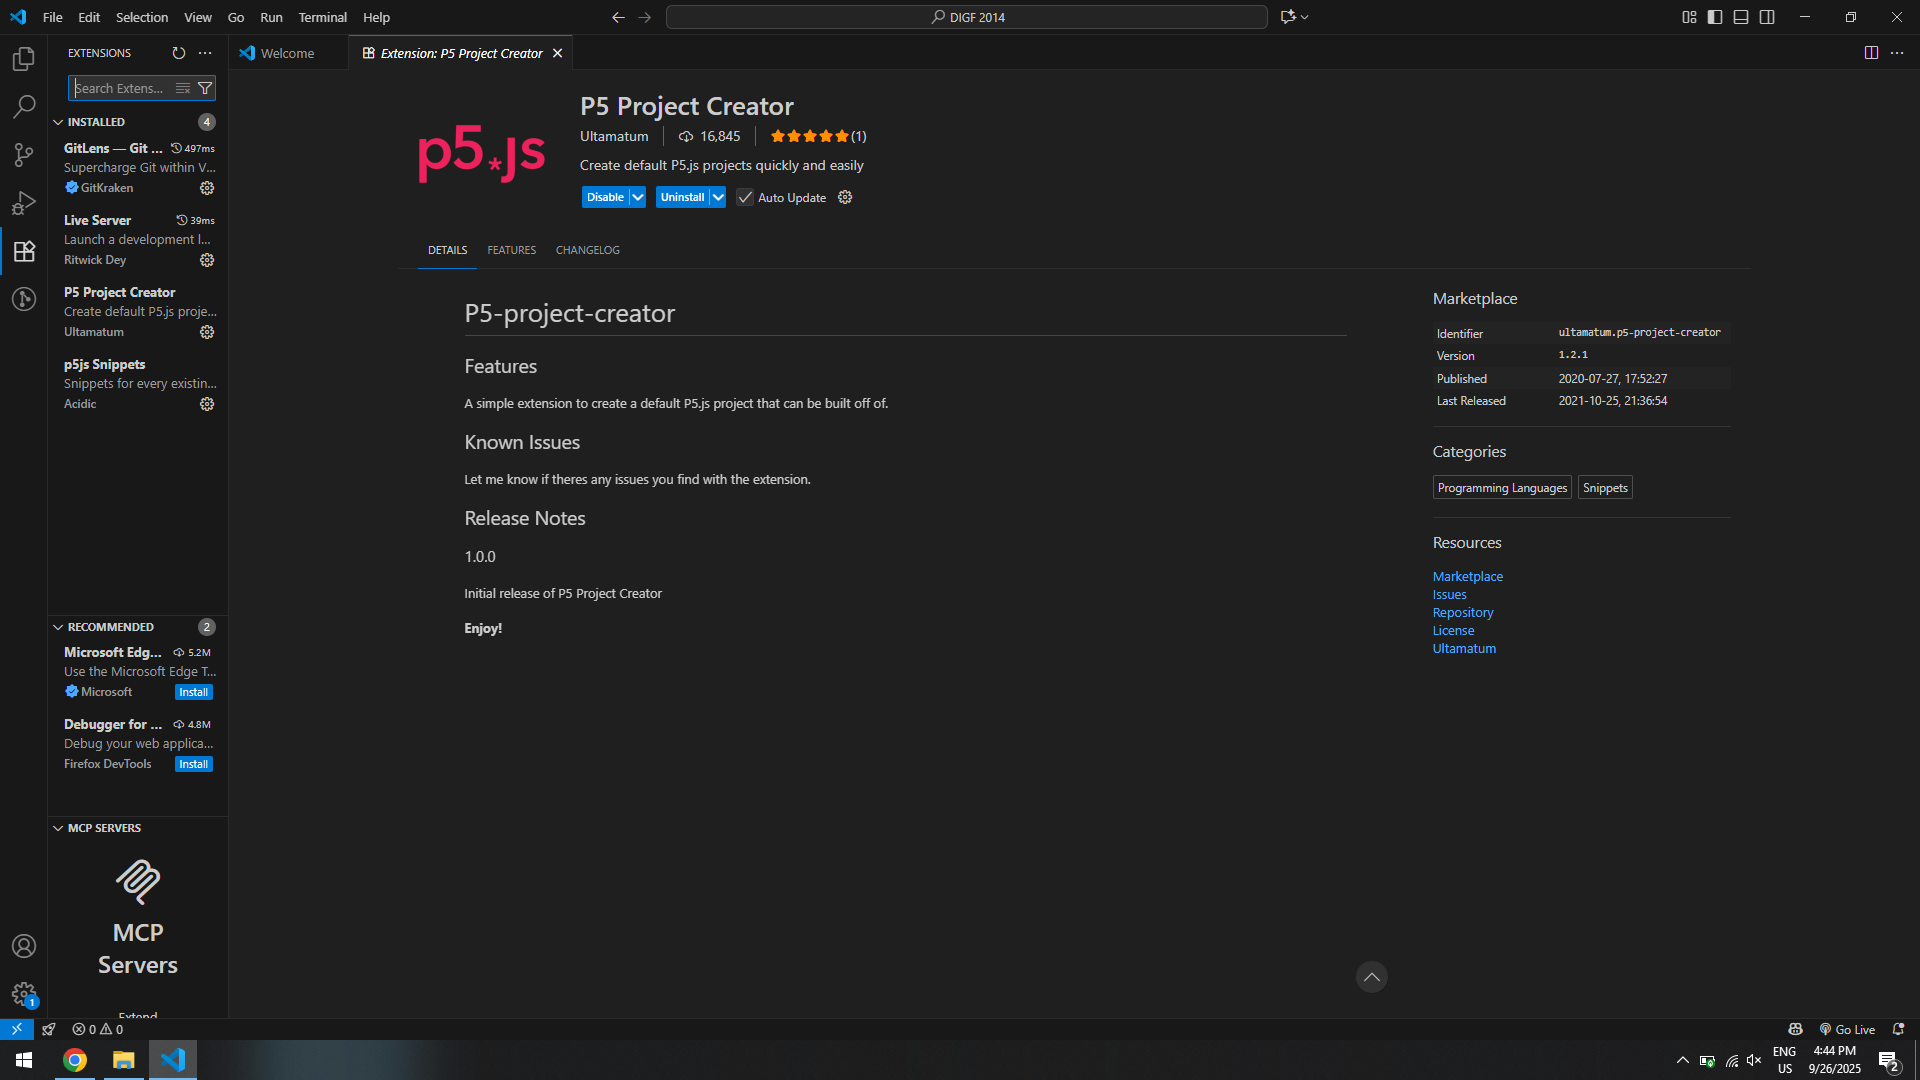 File Edit Selection View Go Run Terminal Help
DIGF 2014
EXTENSIONS
Search Extens...
INSTALLED 4
GitLens — Git ... 497ms
Supercharge Git within V...
GitKraken
Live Server 39ms
Launch a development l...
Ritwick Dey
P5 Project Creator
Create default P5.js proje...
Ultamatum
p5js Snippets
Snippets for every existin...
Acidic
RECOMMENDED 2
Microsoft Edg... 5.2M
Use the Microsoft Edge T...
Microsoft Install
Debugger for ... 4.8M
Debug your web applica...
Firefox DevTools Install
MCP SERVERS
MCP
Servers
Extend
1
Welcome
Extension: P5 Project Creator
p5*js
P5 Project Creator
Ultamatum 16,845 (1)
Create default P5.js projects quickly and easily
Disable Uninstall Auto Update
DETAILS FEATURES CHANGELOG
P5-project-creator
Features
A simple extension to create a default P5.js project that can be built off of.
Known Issues
Let me know if theres any issues you find with the extension.
Release Notes
1.0.0
Initial release of P5 Project Creator
Enjoy!
Marketplace
Identifier ultamatum.p5-project-creator
Version 1.2.1
Published 2020-07-27, 17:52:27
Last Released 2021-10-25, 21:36:54
Categories
Programming Languages Snippets
Resources
Marketplace
Issues
Repository
License
Ultamatum
0 0
Go Live
ENG
US
4:44 PM
9/26/2025
2